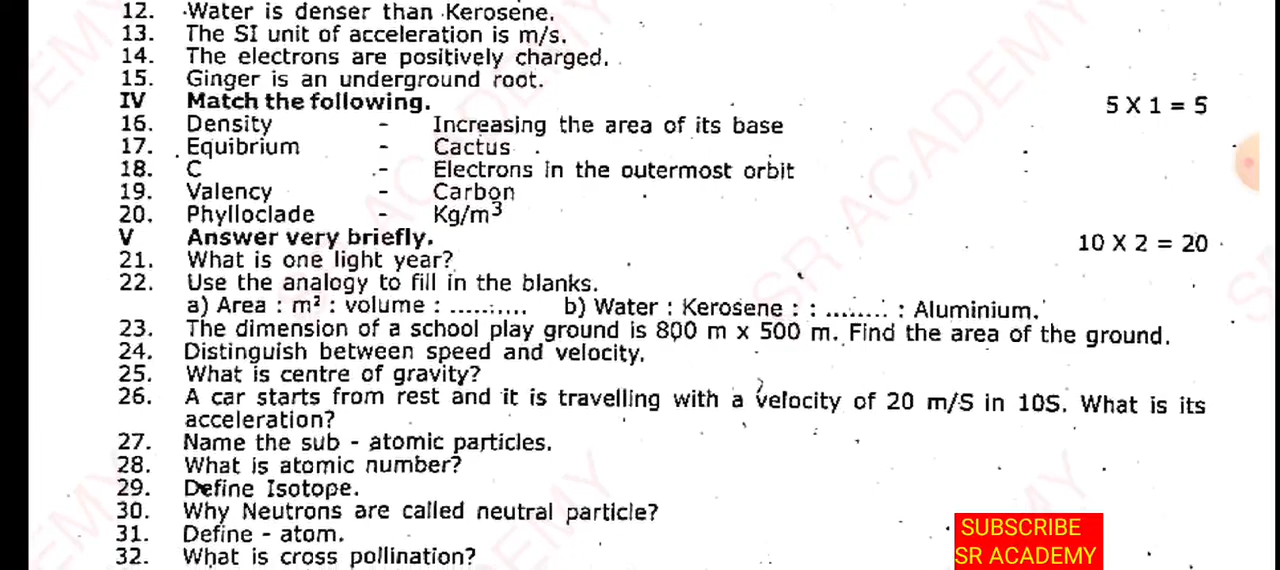 12. Water is denser than Kerosene.
13. The SI unit of acceleration is m/s.
14. The electrons are positively charged.
15. Ginger is an underground root.
IV Match the following. 5 X 1 = 5
16. Density - Increasing the area of its base
17. Equibrium - Cactus
18. C - Electrons in the outermost orbit
19. Valency - Carbon
20. Phylloclade - Kg/m³
V Answer very briefly. 10 X 2 = 20
21. What is one light year?
22. Use the analogy to fill in the blanks.
a) Area : m² : volume : .......... b) Water : Kerosene : : ......... : Aluminium.
23. The dimension of a school play ground is 800 m x 500 m. Find the area of the ground.
24. Distinguish between speed and velocity.
25. What is centre of gravity?
26. A car starts from rest and it is travelling with a velocity of 20 m/S in 10S. What is its
acceleration?
27. Name the sub - atomic particles.
28. What is atomic number?
29. Define Isotope.
30. Why Neutrons are called neutral particle?
31. Define - atom.
32. What is cross pollination?
SUBSCRIBE
SR ACADEMY